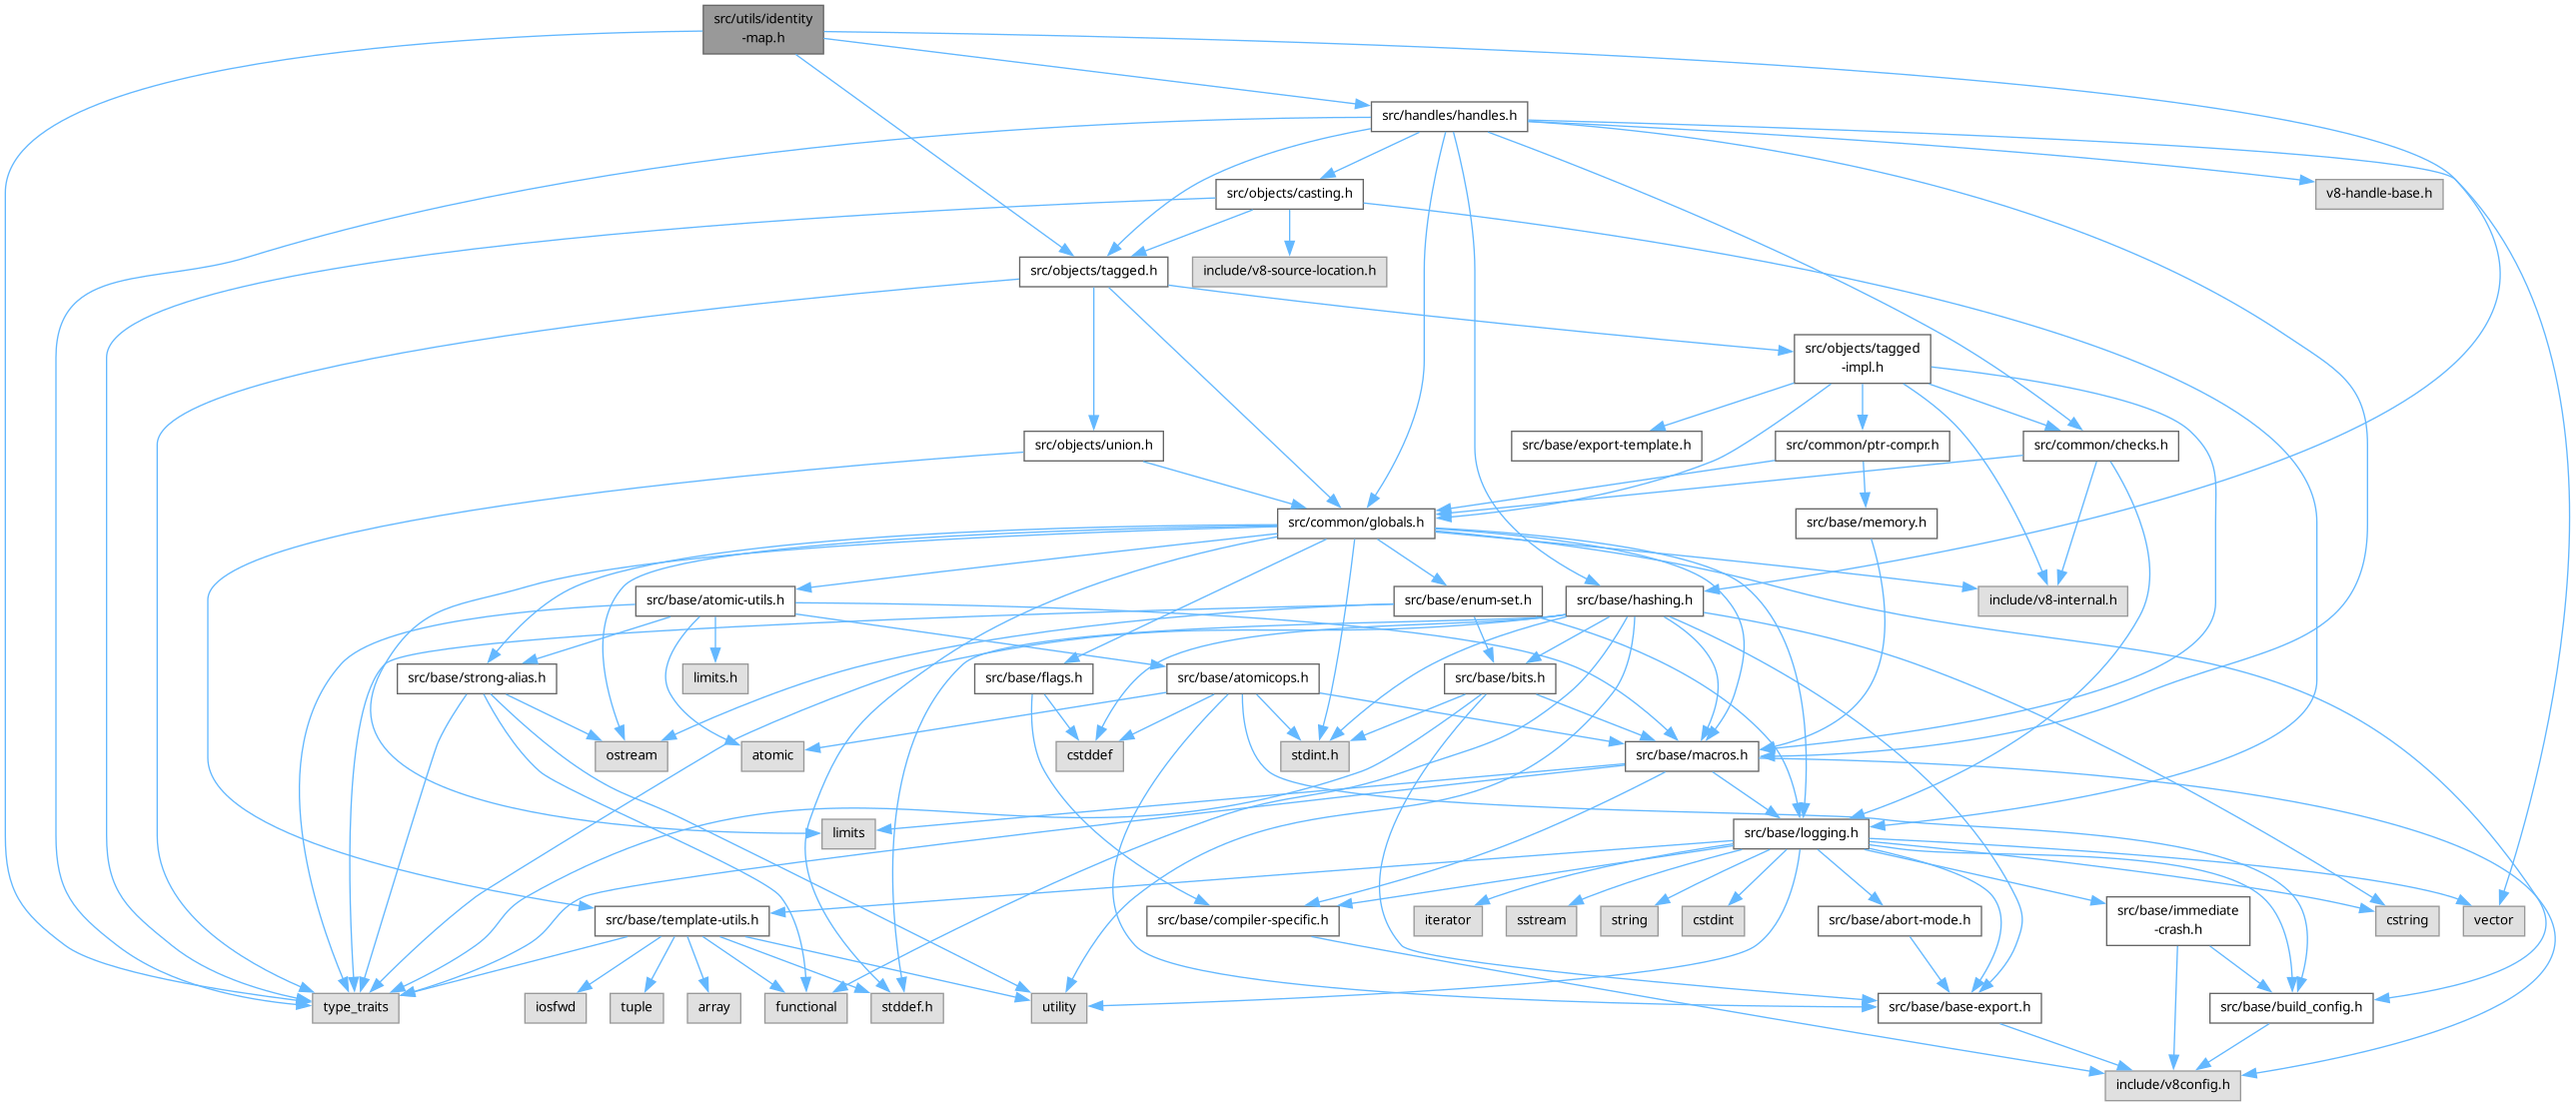 src/utils/identity
-map.h
src/handles/handles.h
src/objects/casting.h
v8-handle-base.h
src/objects/tagged.h
include/v8-source-location.h
src/objects/tagged
-impl.h
src/objects/union.h
src/base/export-template.h
src/common/ptr-compr.h
src/common/checks.h
src/common/globals.h
src/base/memory.h
src/base/atomic-utils.h
src/base/enum-set.h
src/base/hashing.h
include/v8-internal.h
src/base/strong-alias.h
limits.h
src/base/flags.h
src/base/atomicops.h
src/base/bits.h
ostream
atomic
cstddef
stdint.h
src/base/macros.h
limits
src/base/logging.h
src/base/template-utils.h
src/base/compiler-specific.h
iterator
sstream
string
cstdint
src/base/abort-mode.h
src/base/immediate
-crash.h
cstring
vector
type_traits
iosfwd
tuple
array
functional
stddef.h
utility
src/base/base-export.h
src/base/build_config.h
include/v8config.h